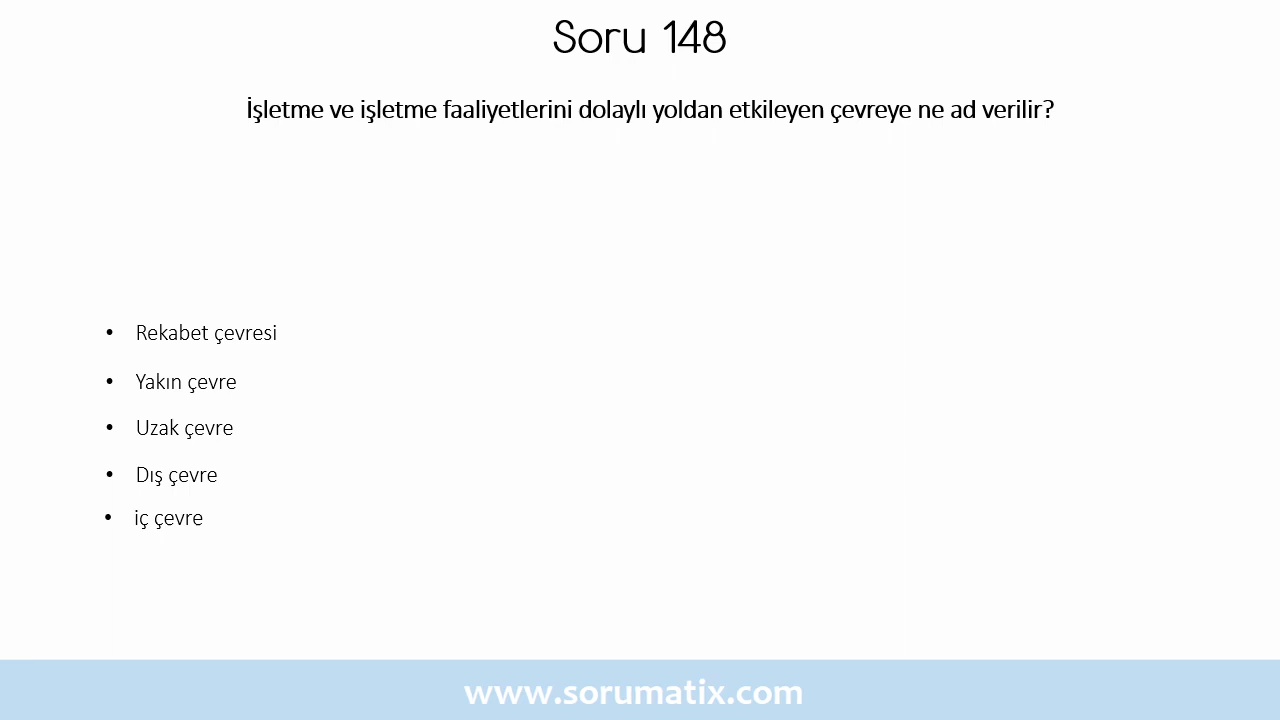 Soru 148
İşletme ve işletme faaliyetlerini dolaylı yoldan etkileyen çevreye ne ad verilir?
• Rekabet çevresi
• Yakın çevre
• Uzak çevre
• Dış çevre
• iç çevre
www.sorumatix.com